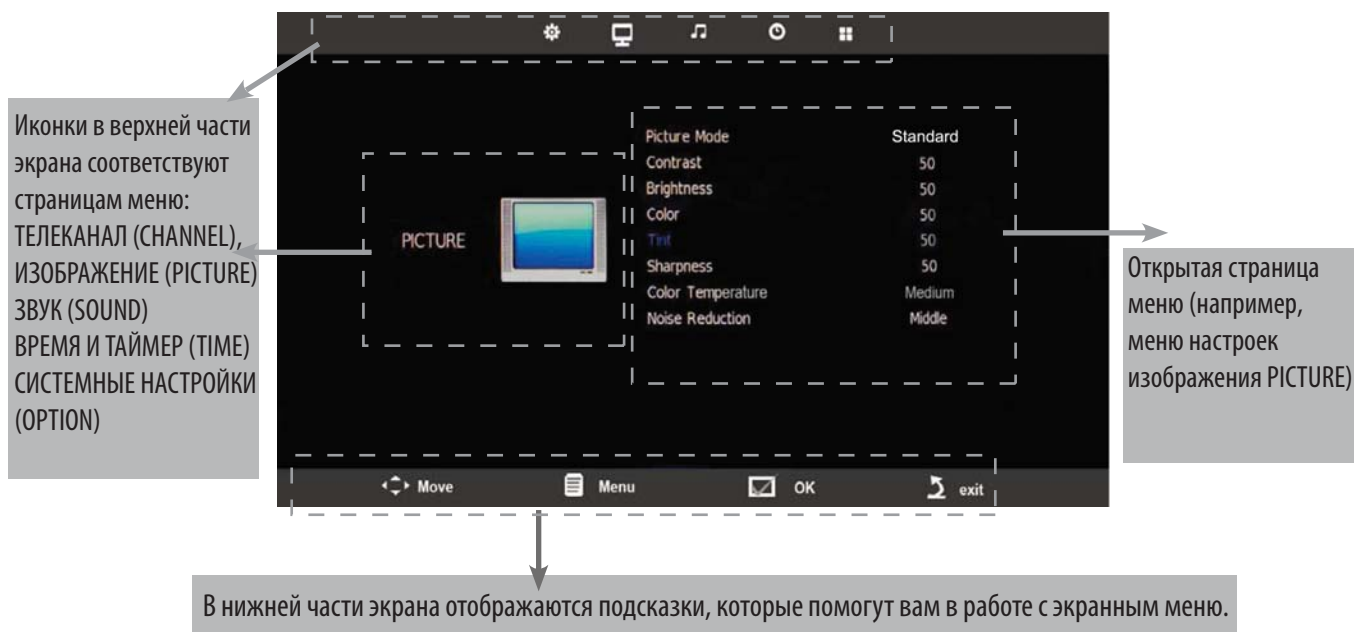 Иконки в верхней части
экрана соответствуют
страницам меню:
ТЕЛЕКАНАЛ (CHANNEL),
ИЗОБРАЖЕНИЕ (PICTURE)
ЗВУК (SOUND)
ВРЕМЯ И ТАЙМЕР (TIME)
СИСТЕМНЫЕ НАСТРОЙКИ
(OPTION)
PICTURE
Picture Mode Standard
Contrast 50
Brightness 50
Color 50
Tint 50
Sharpness 50
Color Temperature Medium
Noise Reduction Middle
Открытая страница
меню (например,
меню настроек
изображения PICTURE)
Move Menu OK exit
В нижней части экрана отображаются подсказки, которые помогут вам в работе с экранным меню.